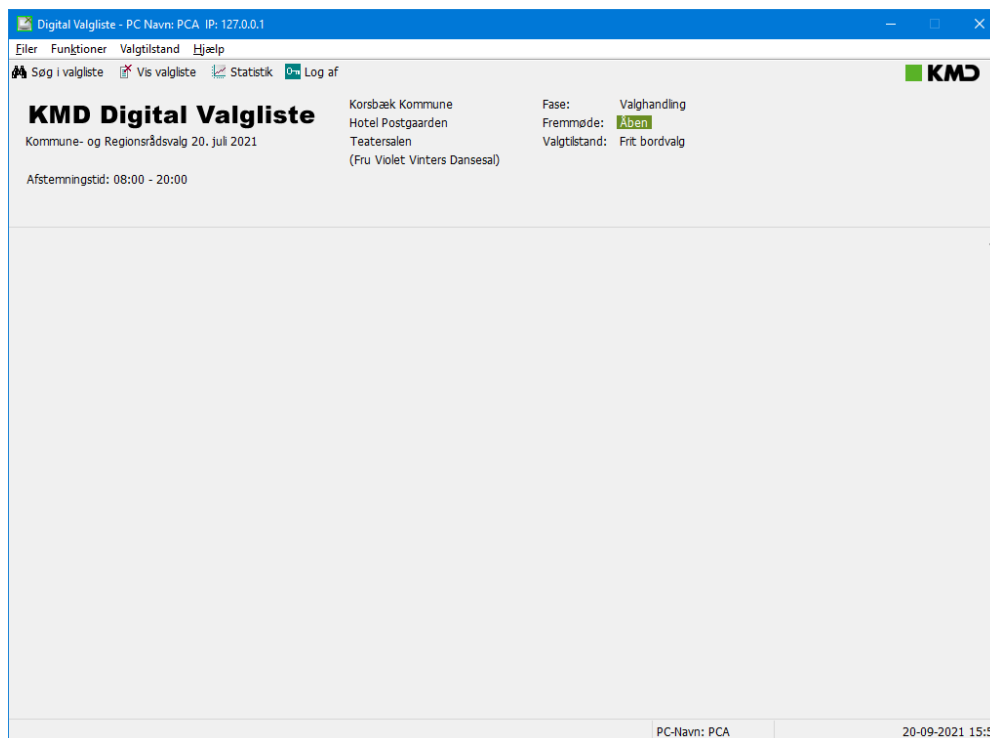 Digital Valgliste - PC Navn: PCA IP: 127.0.0.1
Filer Funktioner Valgtilstand Hjælp
Søg i valgliste Vis valgliste Statistik Log af
KMD
KMD Digital Valgliste
Kommune- og Regionsrådsvalg 20. juli 2021
Afstemningstid: 08:00 - 20:00
Korsbæk Kommune
Hotel Postgaarden
Teatersalen
(Fru Violet Vinters Dansesal)
Fase: Valghandling
Fremmøde: Åben
Valgtilstand: Frit bordvalg
PC-Navn: PCA 20-09-2021